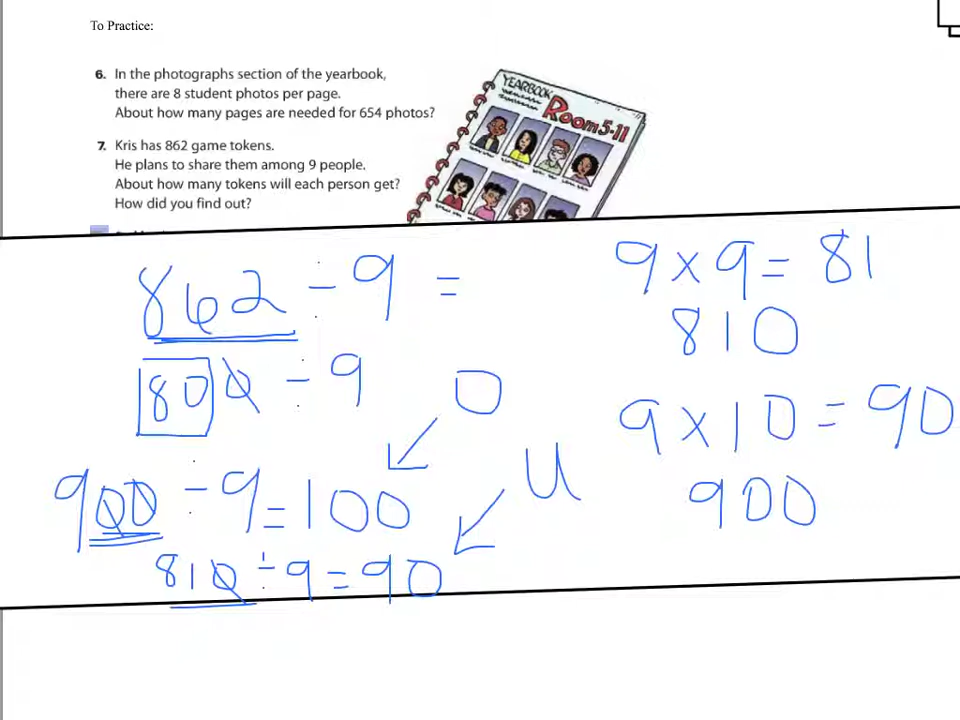 To Practice:
6. In the photographs section of the yearbook,
there are 8 student photos per page.
About how many pages are needed for 654 photos?
7. Kris has 862 game tokens.
He plans to share them among 9 people.
About how many tokens will each person get?
How did you find out?
YEARBOOK
Room 5-11
862 ÷ 9 =
800 ÷ 9
O
900 ÷ 9 = 100
U
810 ÷ 9 = 90
9 x 9 = 81
810
9 x 10 = 90
900